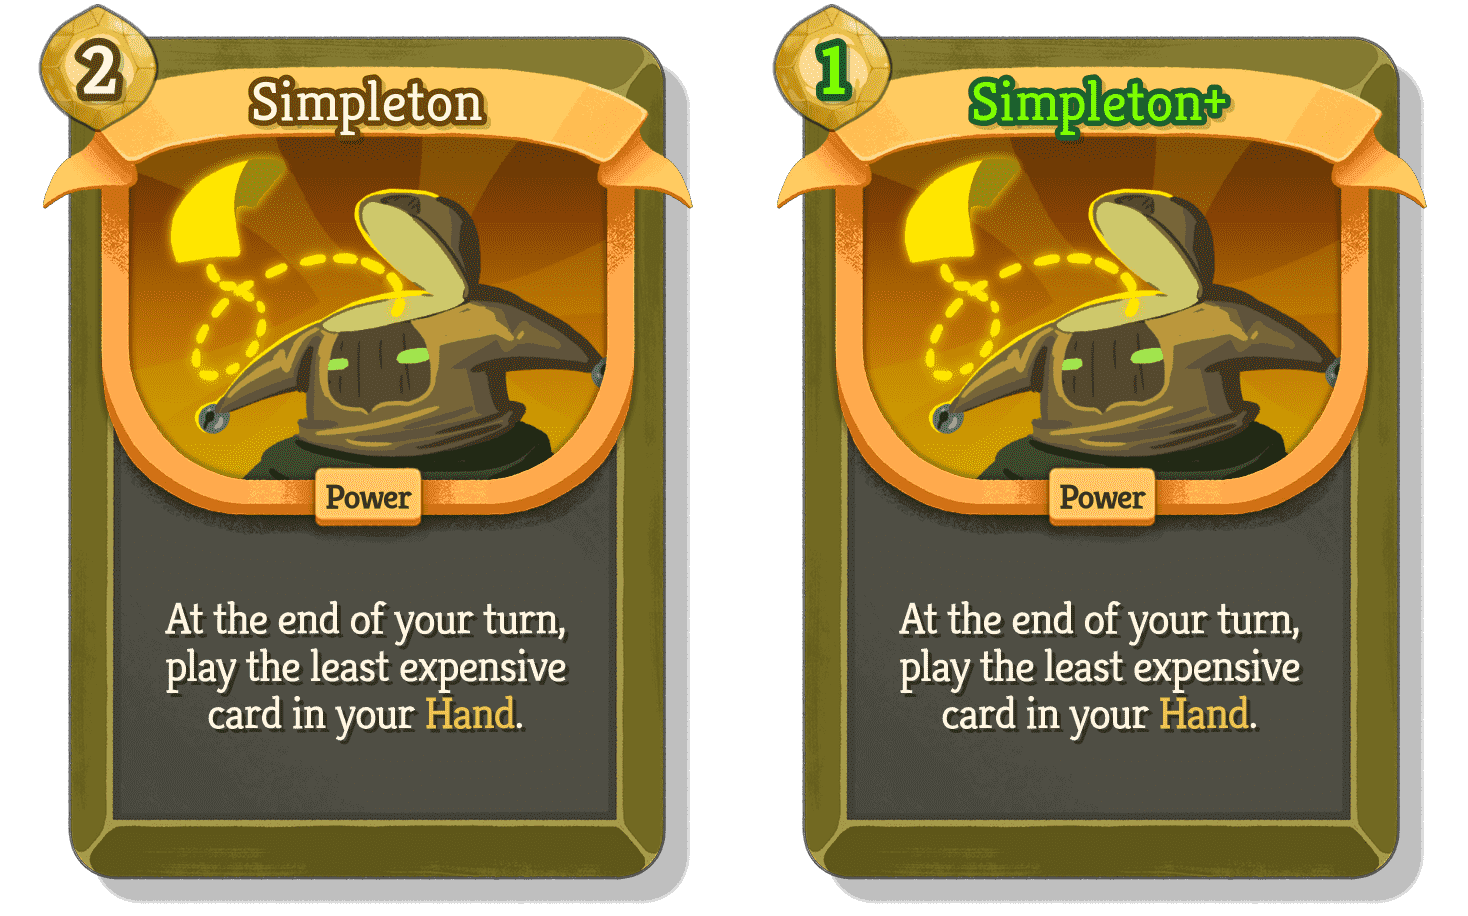 2
Simpleton
Power
At the end of your turn,
play the least expensive
card in your Hand.
1
Simpleton+
Power
At the end of your turn,
play the least expensive
card in your Hand.